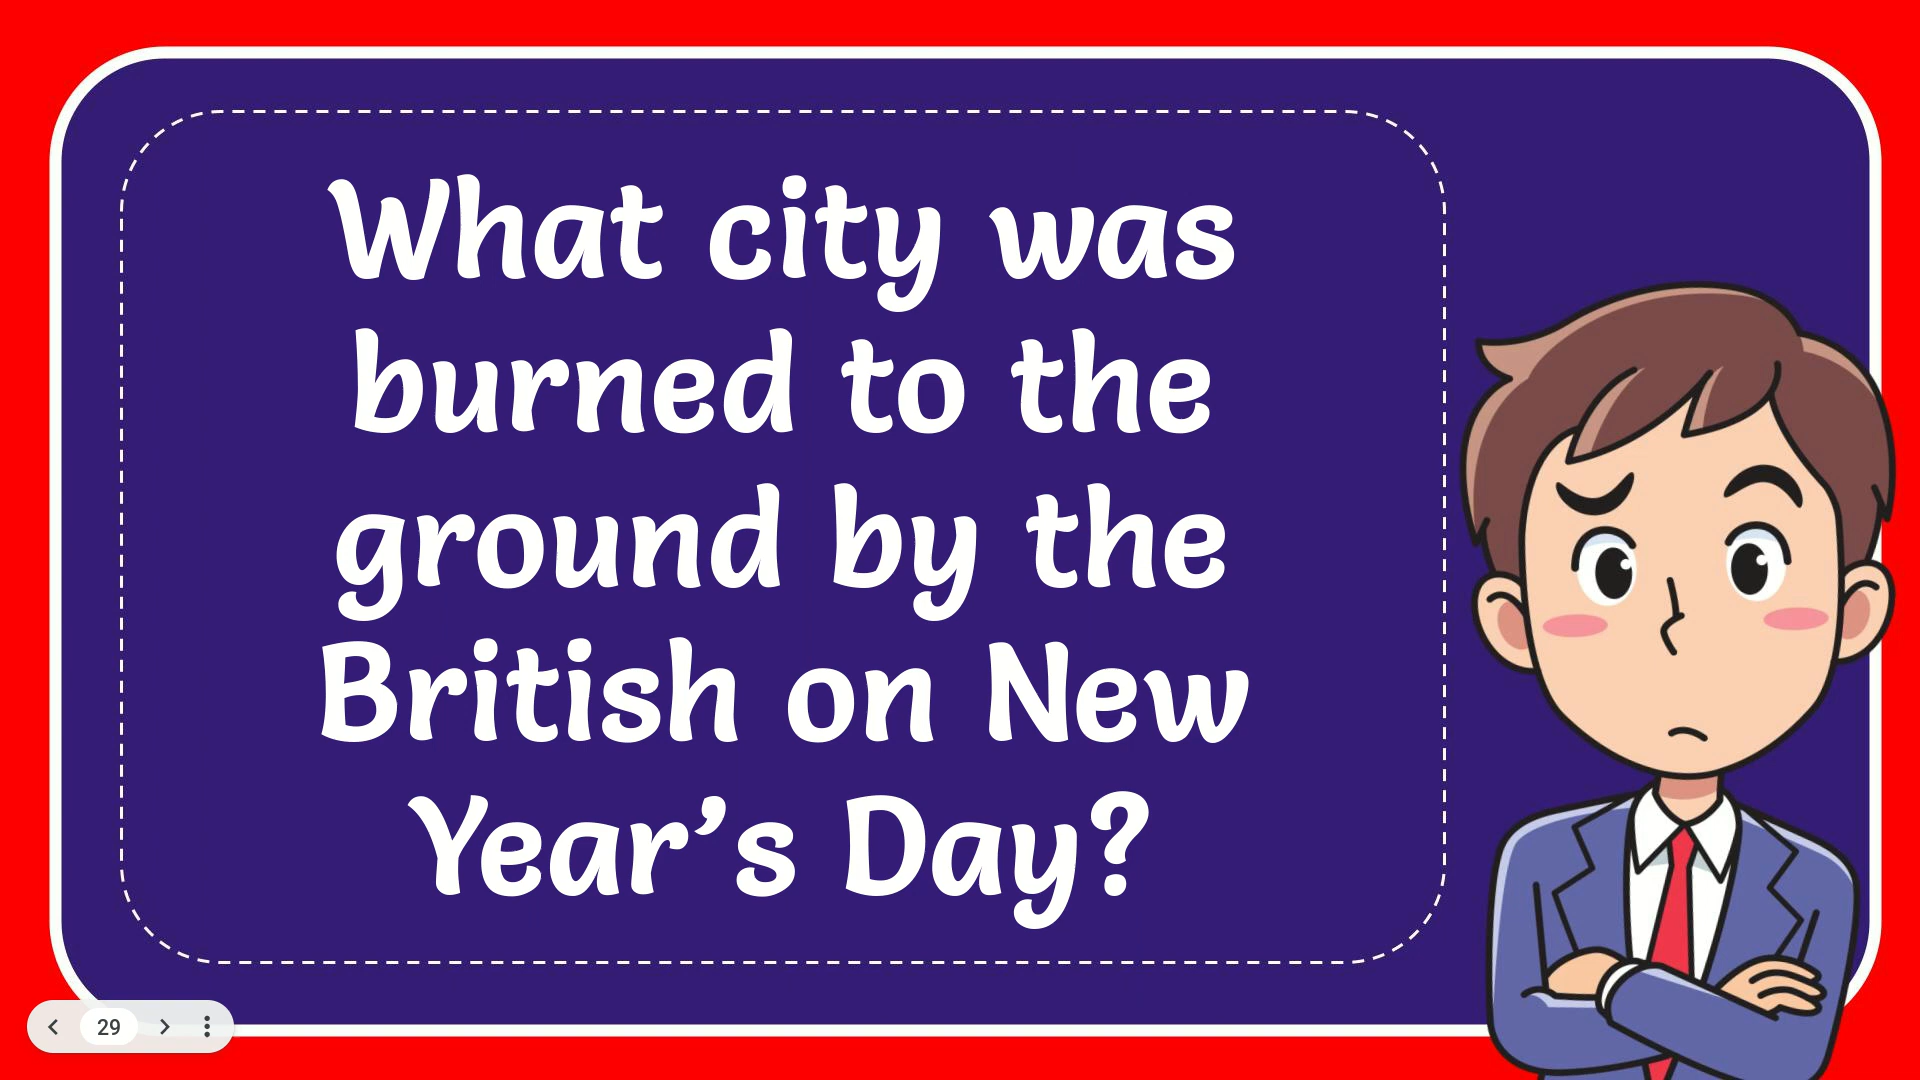 What city was
burned to the
ground by the
British on New
Year’s Day?
29